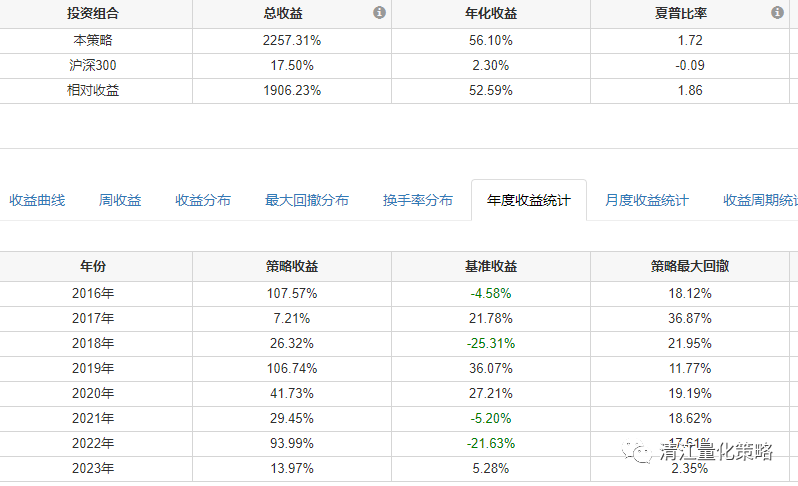 投资组合 总收益 年化收益 夏普比率
本策略 2257.31% 56.10% 1.72
沪深300 17.50% 2.30% -0.09
相对收益 1906.23% 52.59% 1.86
收益曲线 周收益 收益分布 最大回撤分布 换手率分布 年度收益统计 月度收益统计 收益周期统计
年份 策略收益 基准收益 策略最大回撤
2016年 107.57% -4.58% 18.12%
2017年 7.21% 21.78% 36.87%
2018年 26.32% -25.31% 21.95%
2019年 106.74% 36.07% 11.77%
2020年 41.73% 27.21% 19.19%
2021年 29.45% -5.20% 18.62%
2022年 93.99% -21.63% 17.61%
清江量化策略
2023年 13.97% 5.28% 2.35%